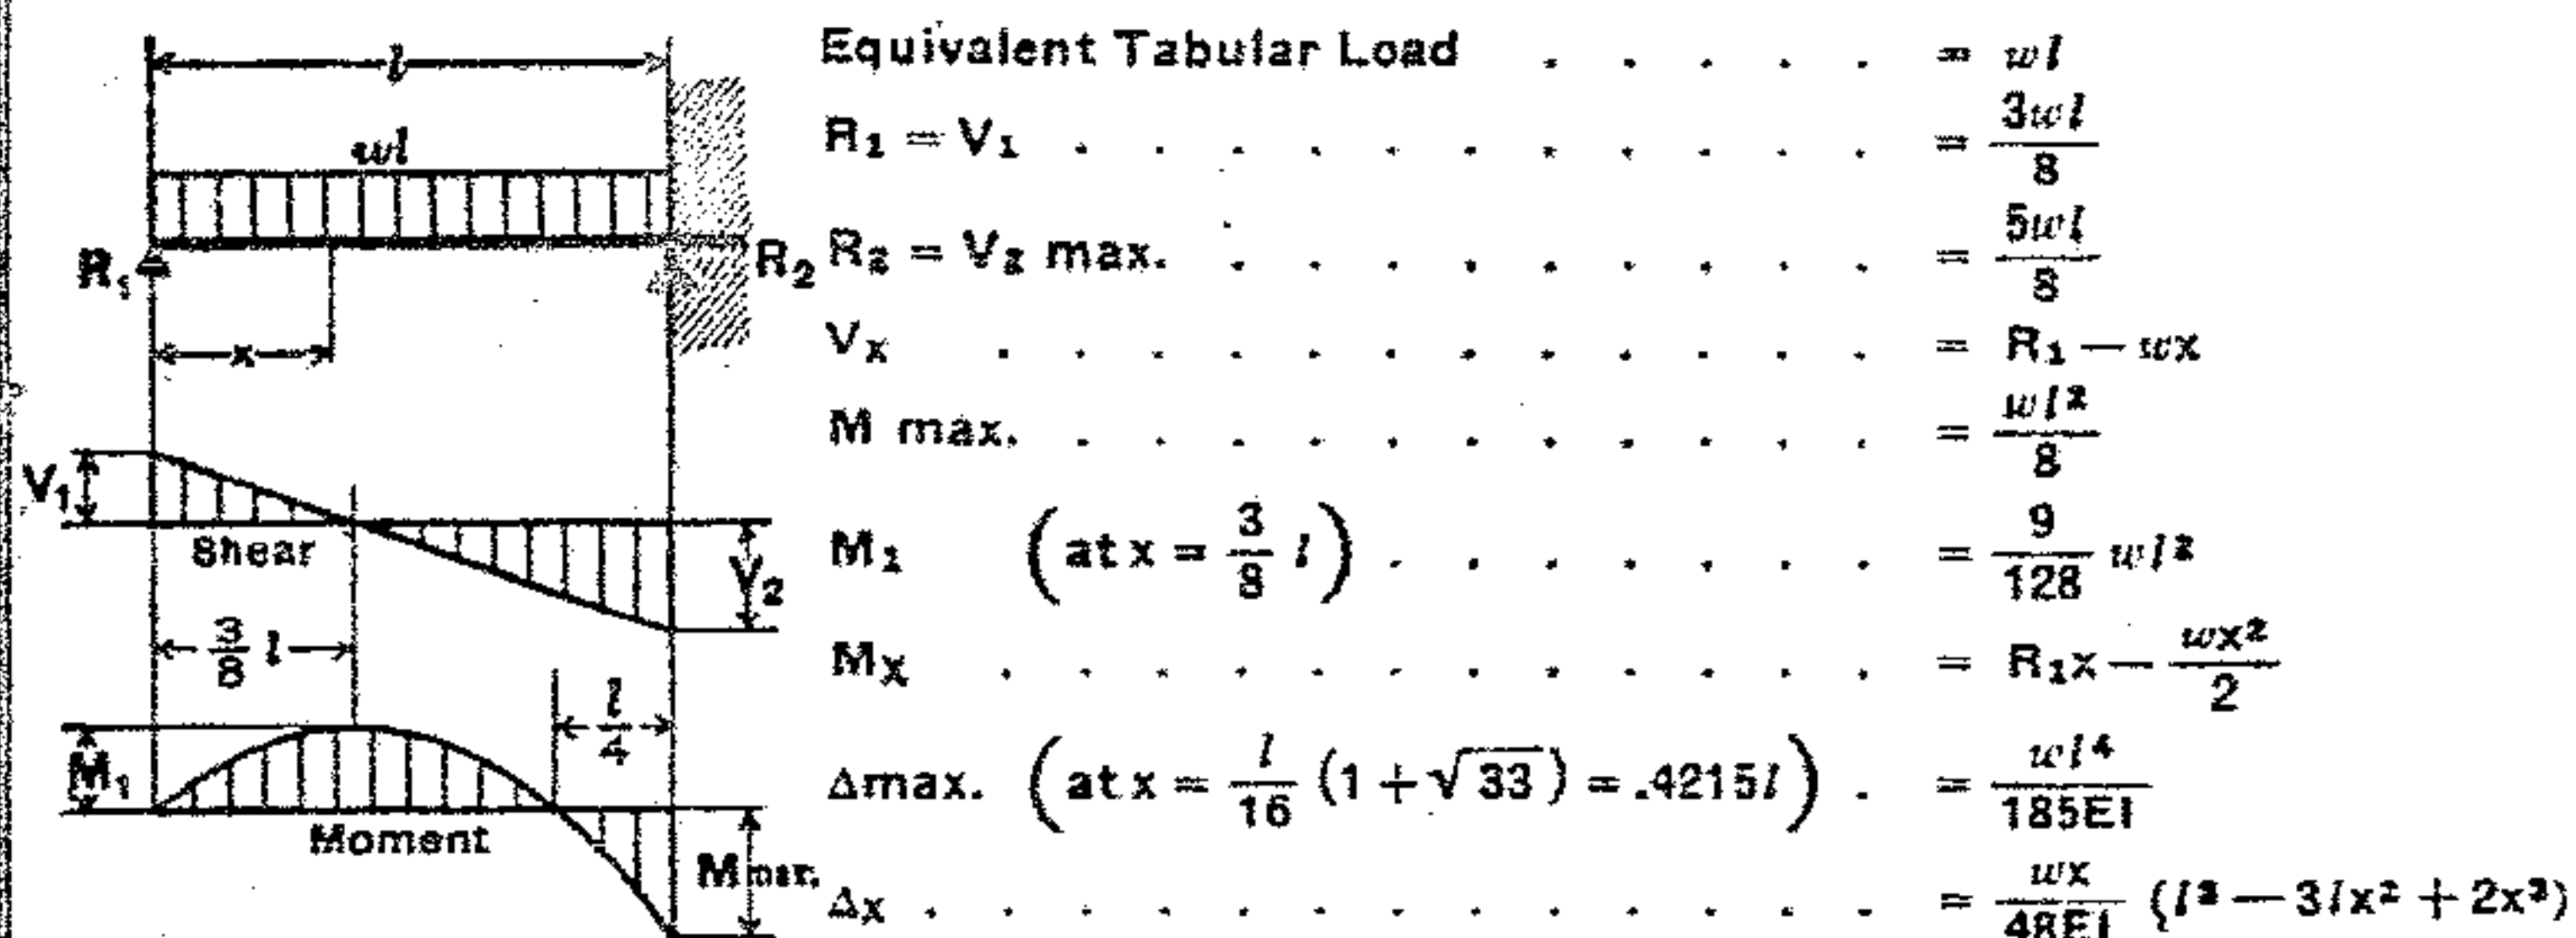 l
wl
R₁
R₂
x
V₁
Shear
V₂
3/8 l
l/4
M₁
Moment
M max.
Equivalent Tabular Load . . . . . = wl
R₁ = V₁ . . . . . . . . . . . = 3wl/8
R₂ = V₂ max. . . . . . . . . . = 5wl/8
Vx . . . . . . . . . . . . = R₁ — wx
M max. . . . . . . . . . . . = wl²/8
M₁ (at x = 3/8 l) . . . . . . . = 9/128 wl²
Mx . . . . . . . . . . . . = R₁x — wx²/2
Δmax. (at x = l/16 (1 + √33) = .4215l) . = wl⁴/185EI
Δx . . . . . . . . . . . . . = wx/48EI (l³ — 3lx² + 2x³)